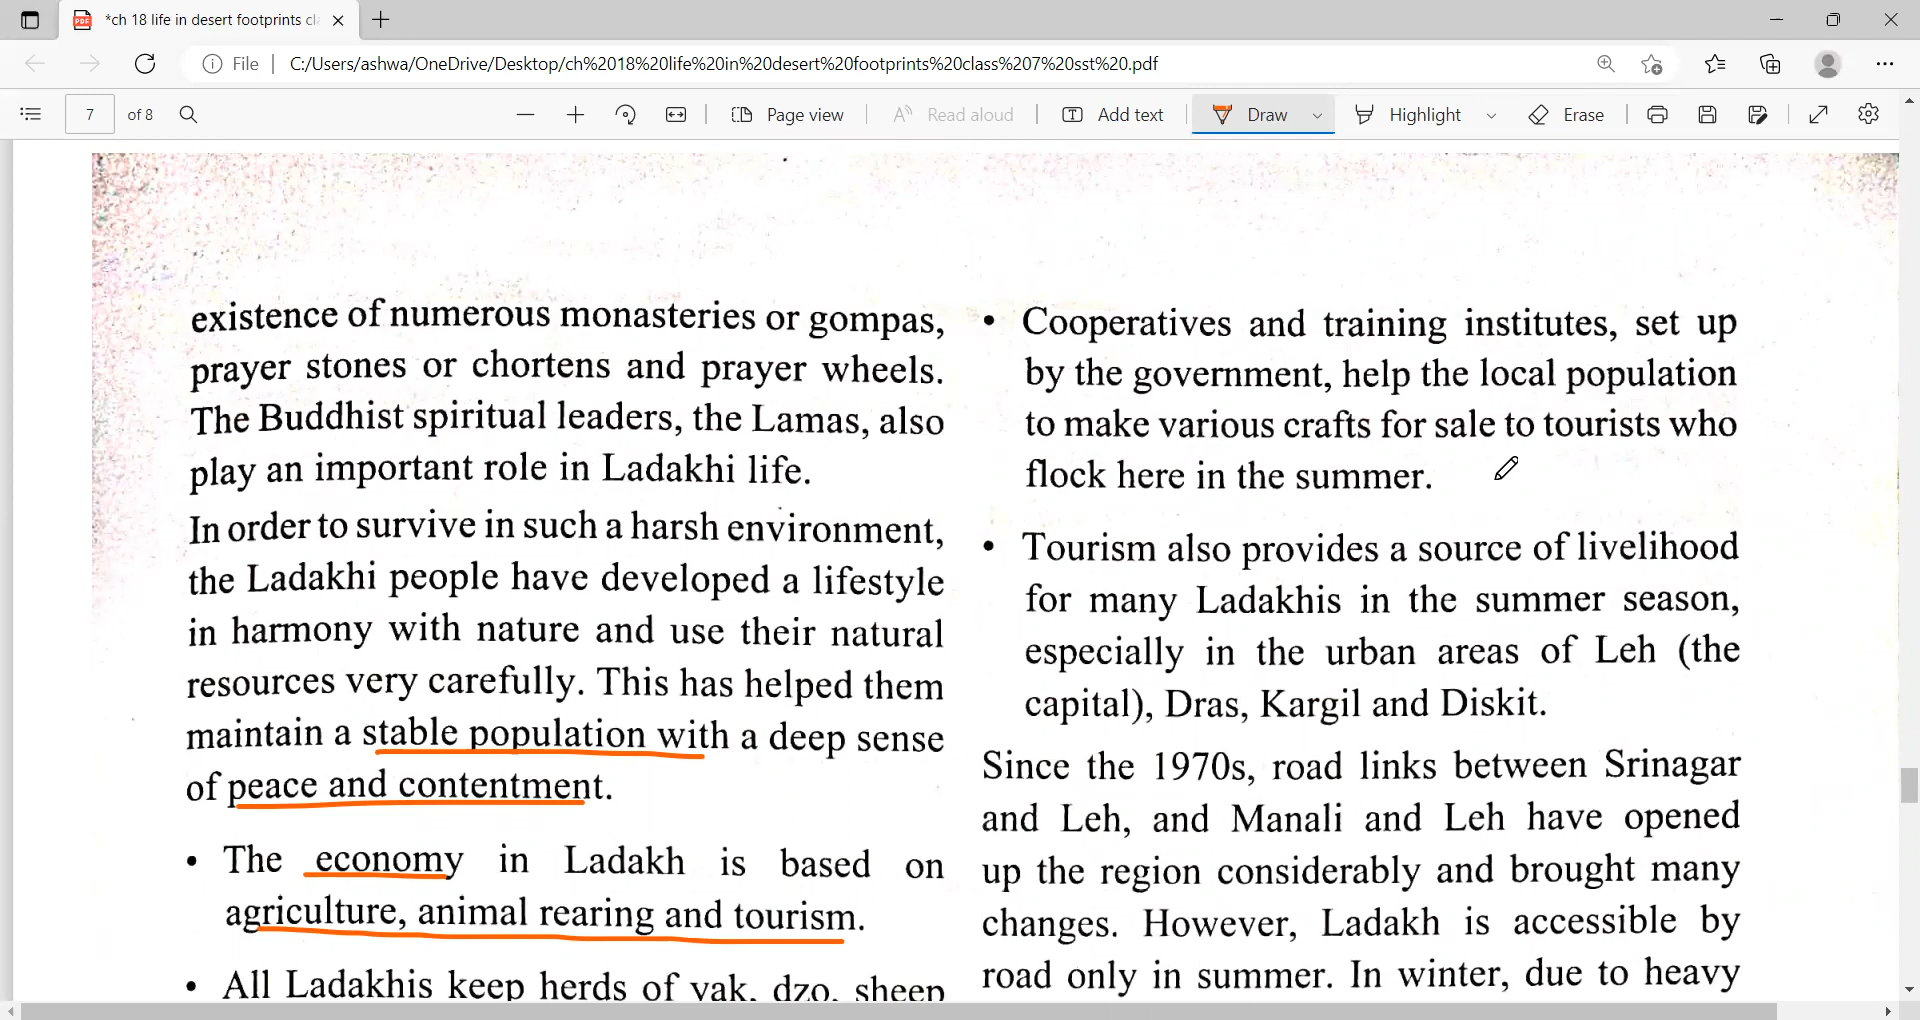 *ch 18 life in desert footprints cl
File
C:/Users/ashwa/OneDrive/Desktop/ch%2018%20life%20in%20desert%20footprints%20class%207%20sst%20.pdf
7 of 8
Page view
Read aloud
Add text
Draw
Highlight
Erase
existence of numerous monasteries or gompas,
prayer stones or chortens and prayer wheels.
The Buddhist spiritual leaders, the Lamas, also
play an important role in Ladakhi life.
In order to survive in such a harsh environment,
the Ladakhi people have developed a lifestyle
in harmony with nature and use their natural
resources very carefully. This has helped them
maintain a stable population with a deep sense
of peace and contentment.
• The economy in Ladakh is based on
agriculture, animal rearing and tourism.
• All Ladakhis keep herds of yak, dzo, sheep
• Cooperatives and training institutes, set up
by the government, help the local population
to make various crafts for sale to tourists who
flock here in the summer.
• Tourism also provides a source of livelihood
for many Ladakhis in the summer season,
especially in the urban areas of Leh (the
capital), Dras, Kargil and Diskit.
Since the 1970s, road links between Srinagar
and Leh, and Manali and Leh have opened
up the region considerably and brought many
changes. However, Ladakh is accessible by
road only in summer. In winter, due to heavy